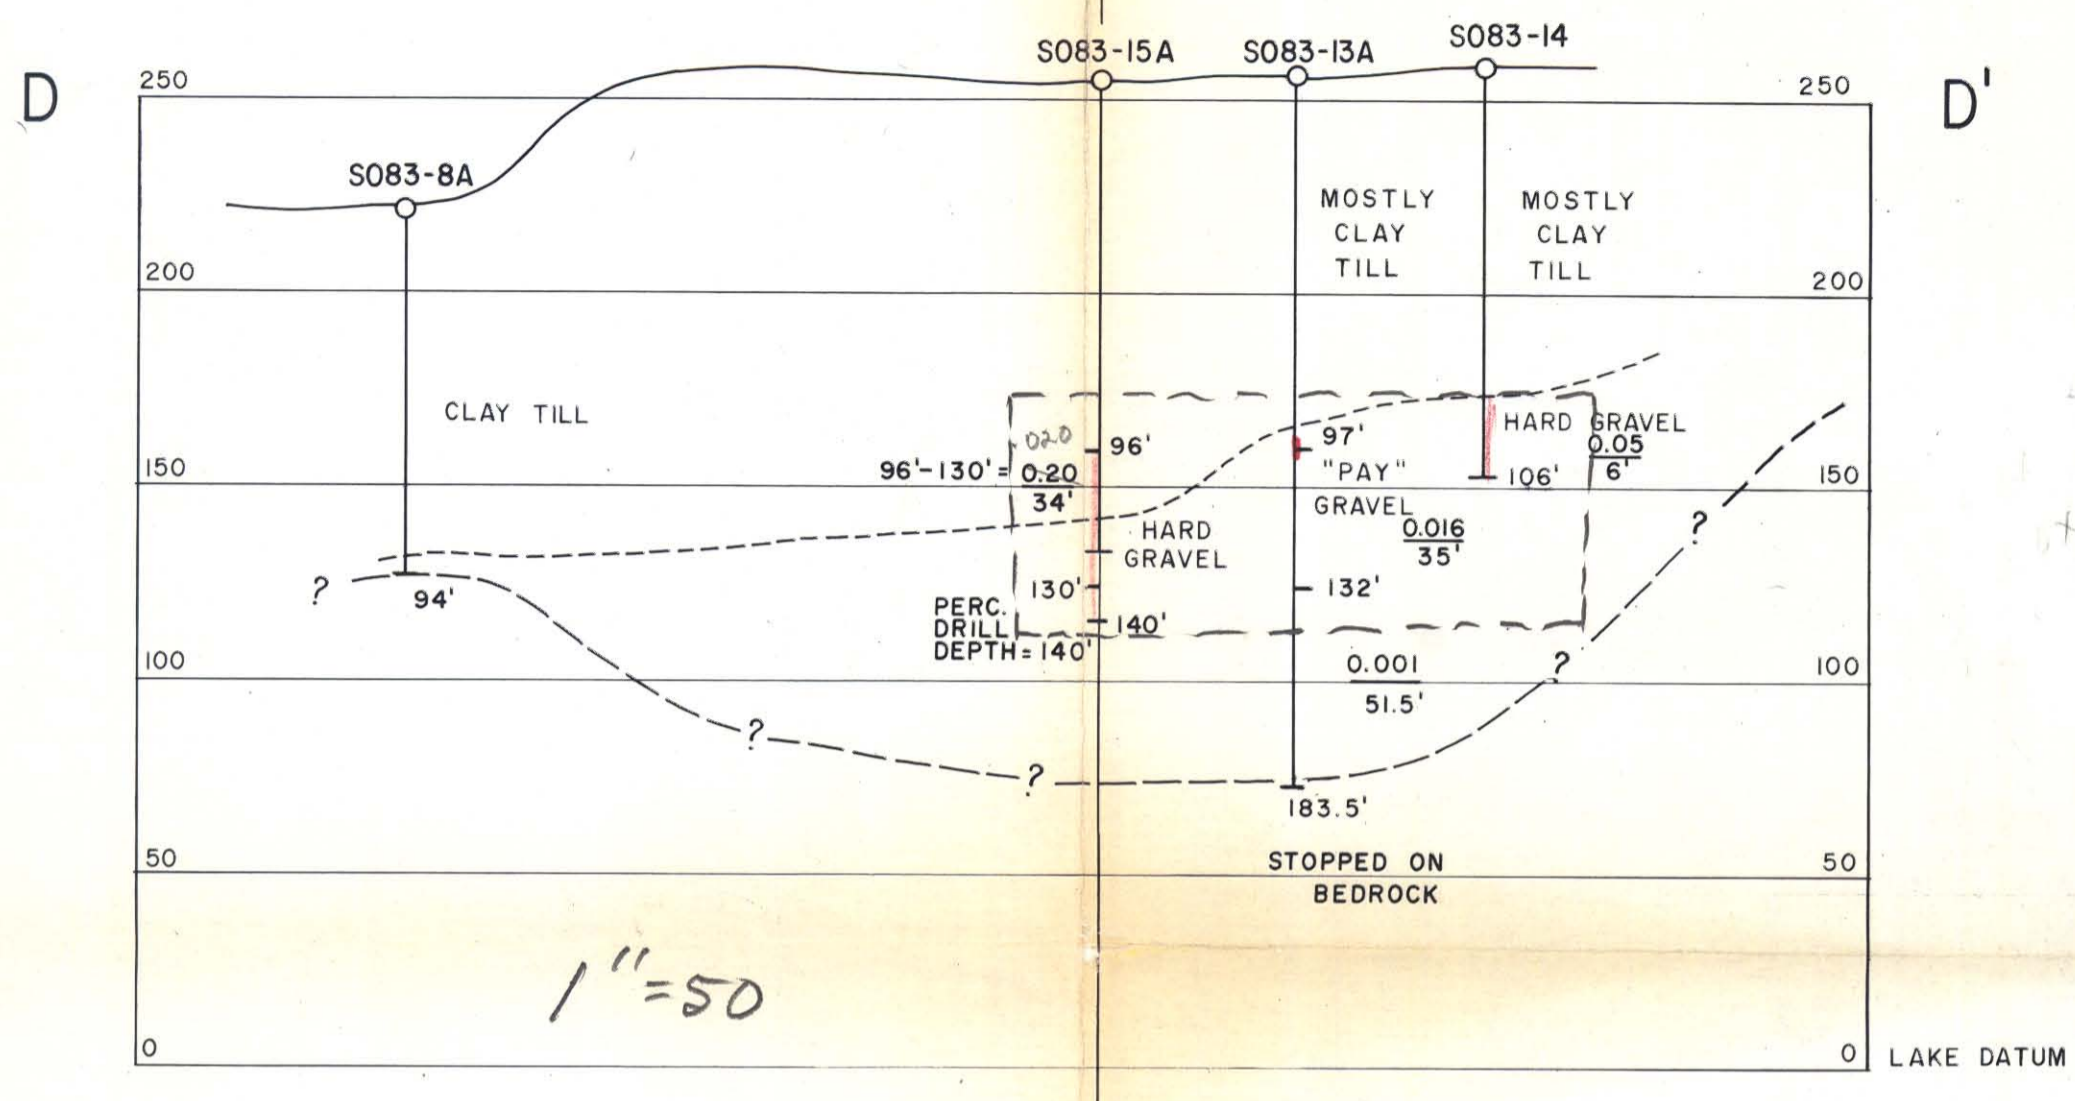 S083-15A
S083-13A
S083-14
D
250
250
D'
S083-8A
MOSTLY
CLAY
TILL
MOSTLY
CLAY
TILL
200
200
CLAY TILL
020
96'
97'
HARD GRAVEL
0.05
6'
150
96'-130' = 0.20
34'
"PAY"
GRAVEL
106'
150
HARD
GRAVEL
0.016
35'
?
?
94'
130'
132'
PERC.
DRILL
DEPTH = 140'
140'
100
0.001
51.5'
?
100
?
?
183.5'
50
STOPPED ON
BEDROCK
50
1" = 50
0
0
LAKE DATUM